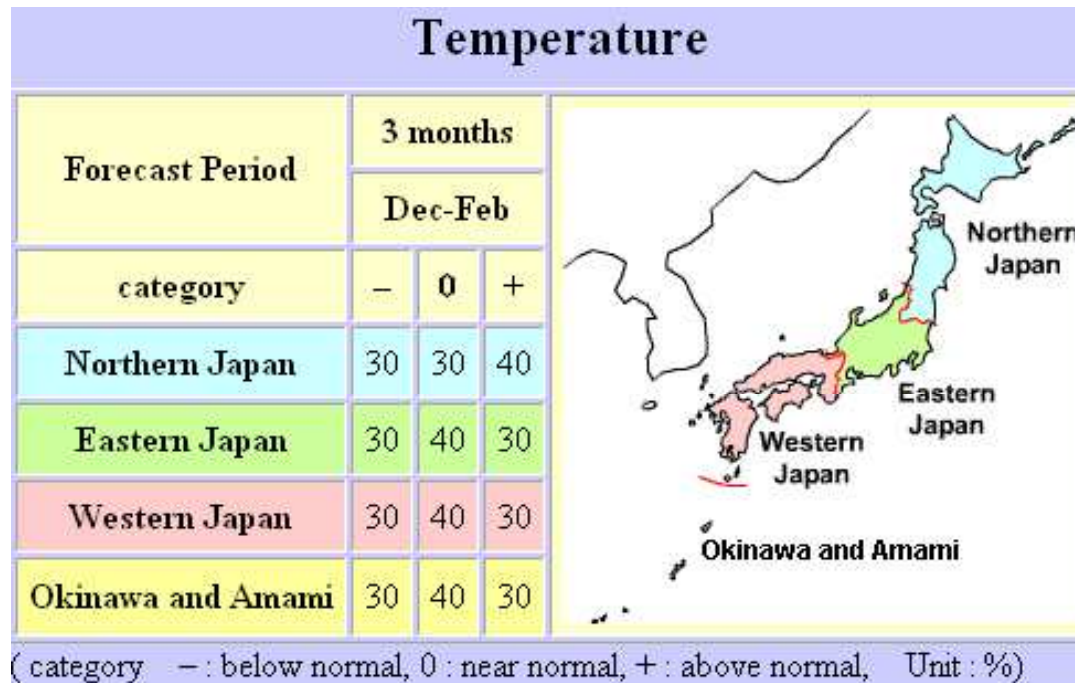 Temperature
Forecast Period
3 months
Dec-Feb
category – 0 +
Northern Japan 30 30 40
Eastern Japan 30 40 30
Western Japan 30 40 30
Okinawa and Amami 30 40 30
Northern
Japan
Eastern
Japan
Western
Japan
Okinawa and Amami
( category – : below normal, 0 : near normal, + : above normal, Unit : %)